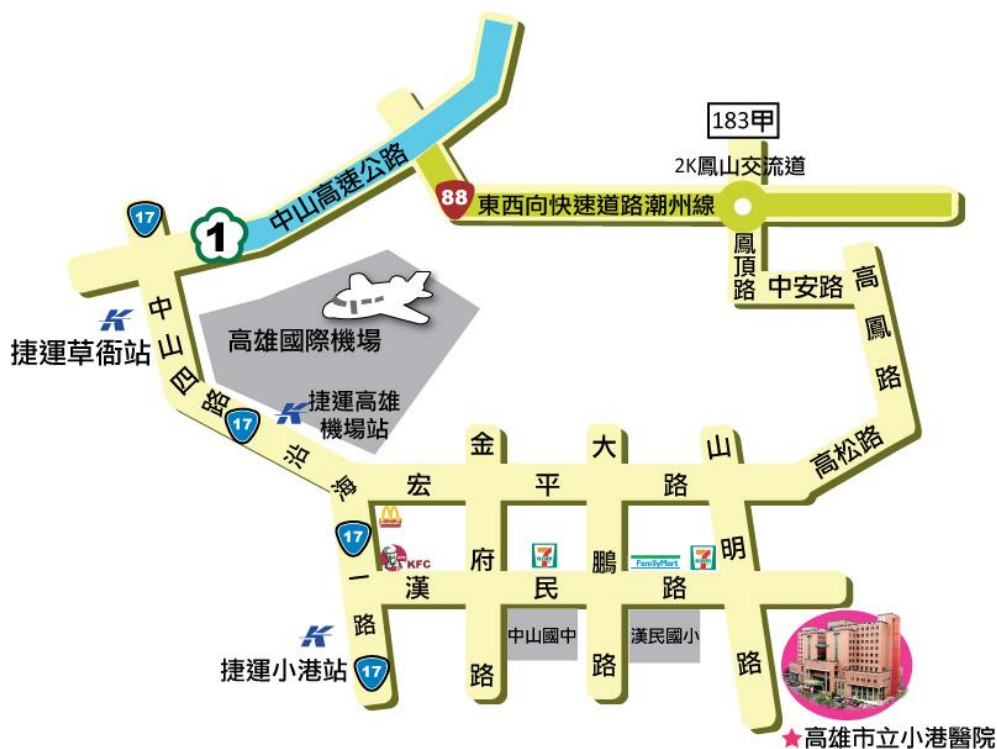 183甲
2K鳳山交流道
中山高速公路
88
東西向快速道路潮州線
17
1
鳳頂路
中安路
高鳳路
中山四路
捷運草衙站
高雄國際機場
捷運高雄
機場站
17
沿海一路
金府路
大鵬路
山明路
高松路
宏平路
17
KFC
7
ELEVEN
FamilyMart
7
ELEVEN
漢民路
中山國中
漢民國小
捷運小港站
17
★高雄市立小港醫院